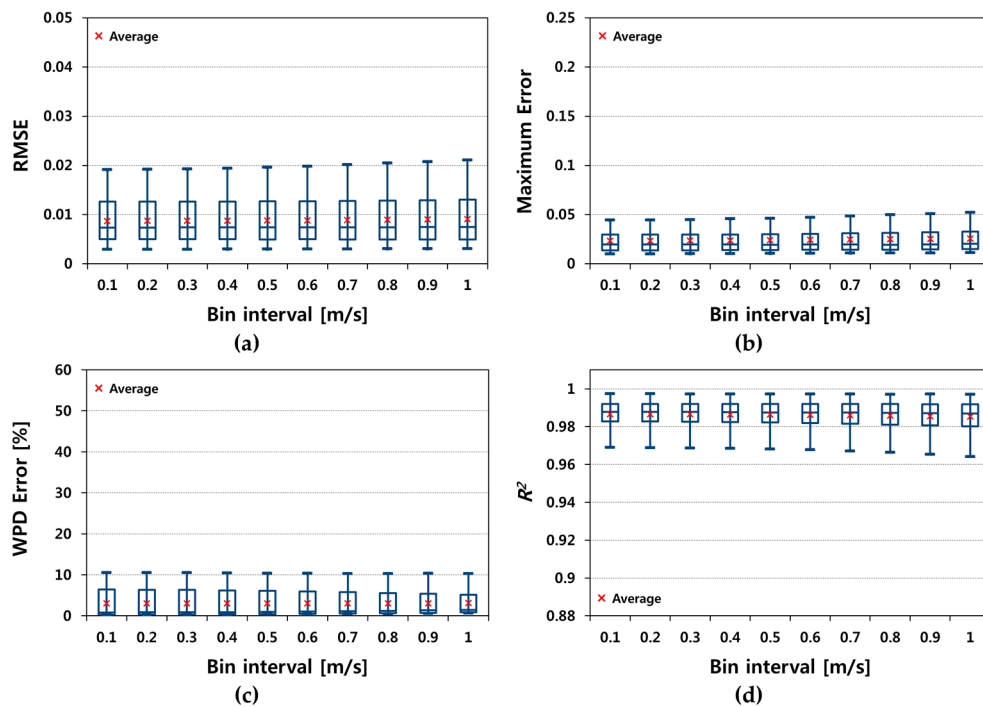 0.05
× Average
0.04
0.03
0.02
0.01
0
RMSE
0.1 0.2 0.3 0.4 0.5 0.6 0.7 0.8 0.9 1
Bin interval [m/s]
(a)
0.25
× Average
0.2
0.15
0.1
0.05
0
Maximum Error
0.1 0.2 0.3 0.4 0.5 0.6 0.7 0.8 0.9 1
Bin interval [m/s]
(b)
60
× Average
50
40
30
20
10
0
WPD Error [%]
0.1 0.2 0.3 0.4 0.5 0.6 0.7 0.8 0.9 1
Bin interval [m/s]
(c)
1
0.98
0.96
0.94
0.92
0.9
× Average
0.88
R²
0.1 0.2 0.3 0.4 0.5 0.6 0.7 0.8 0.9 1
Bin interval [m/s]
(d)